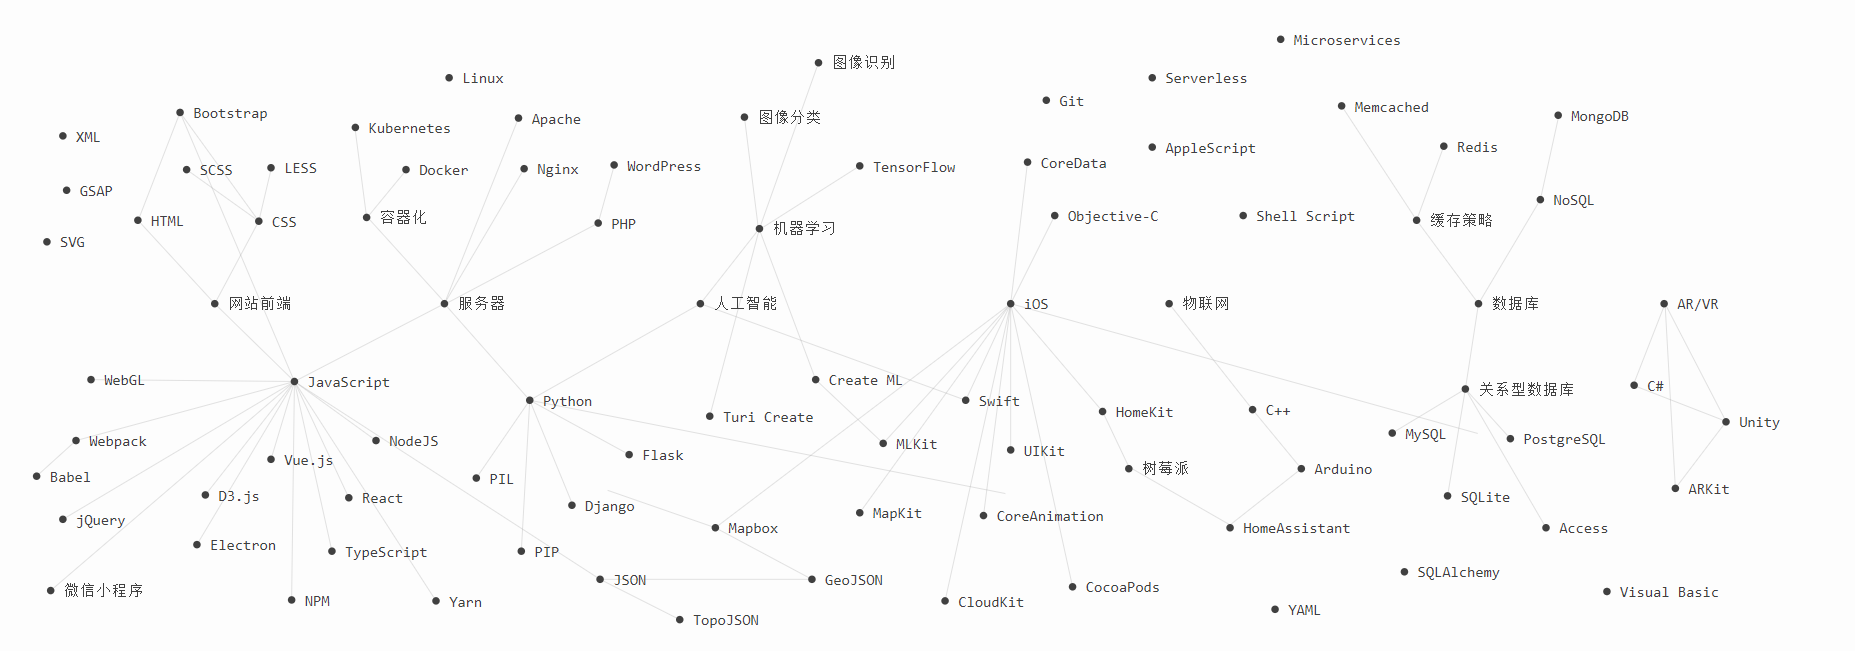 Microservices
图像识别
Linux
Serverless
Git
Memcached
Bootstrap
Apache
图像分类
MongoDB
Kubernetes
XML
Redis
AppleScript
CoreData
WordPress
TensorFlow
SCSS
LESS
Docker
Nginx
GSAP
NoSQL
Objective-C
Shell Script
容器化
缓存策略
HTML
CSS
PHP
机器学习
SVG
网站前端
服务器
人工智能
iOS
物联网
数据库
AR/VR
WebGL
JavaScript
Create ML
C#
关系型数据库
Python
Swift
HomeKit
C++
Turi Create
Unity
MySQL
PostgreSQL
Webpack
NodeJS
MLKit
UIKit
Flask
Vue.js
树莓派
Arduino
Babel
PIL
ARKit
D3.js
React
SQLite
Django
MapKit
CoreAnimation
jQuery
Mapbox
HomeAssistant
Access
Electron
TypeScript
PIP
SQLAlchemy
JSON
GeoJSON
CocoaPods
微信小程序
Visual Basic
NPM
Yarn
CloudKit
YAML
TopoJSON